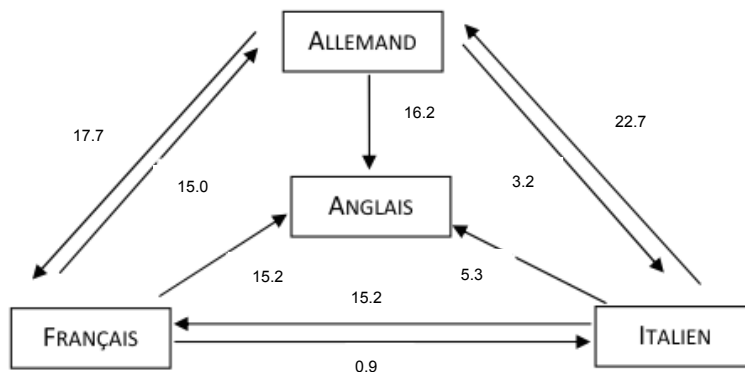 ALLEMAND
16.2
17.7
22.7
15.0
3.2
ANGLAIS
15.2
5.3
15.2
FRANÇAIS
ITALIEN
0.9